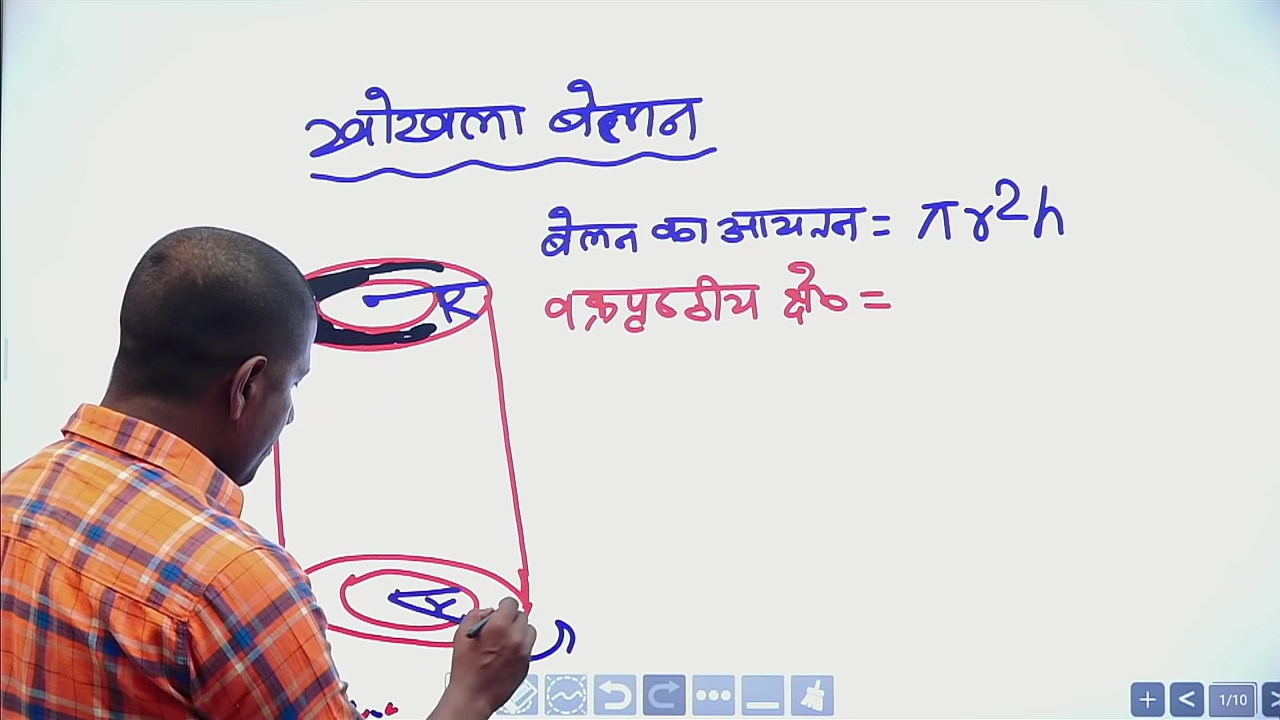 खोखला बेलन
बेलन का आयतन = πr2h
वक्रपृष्ठीय क्षे० =
R
r
1/10